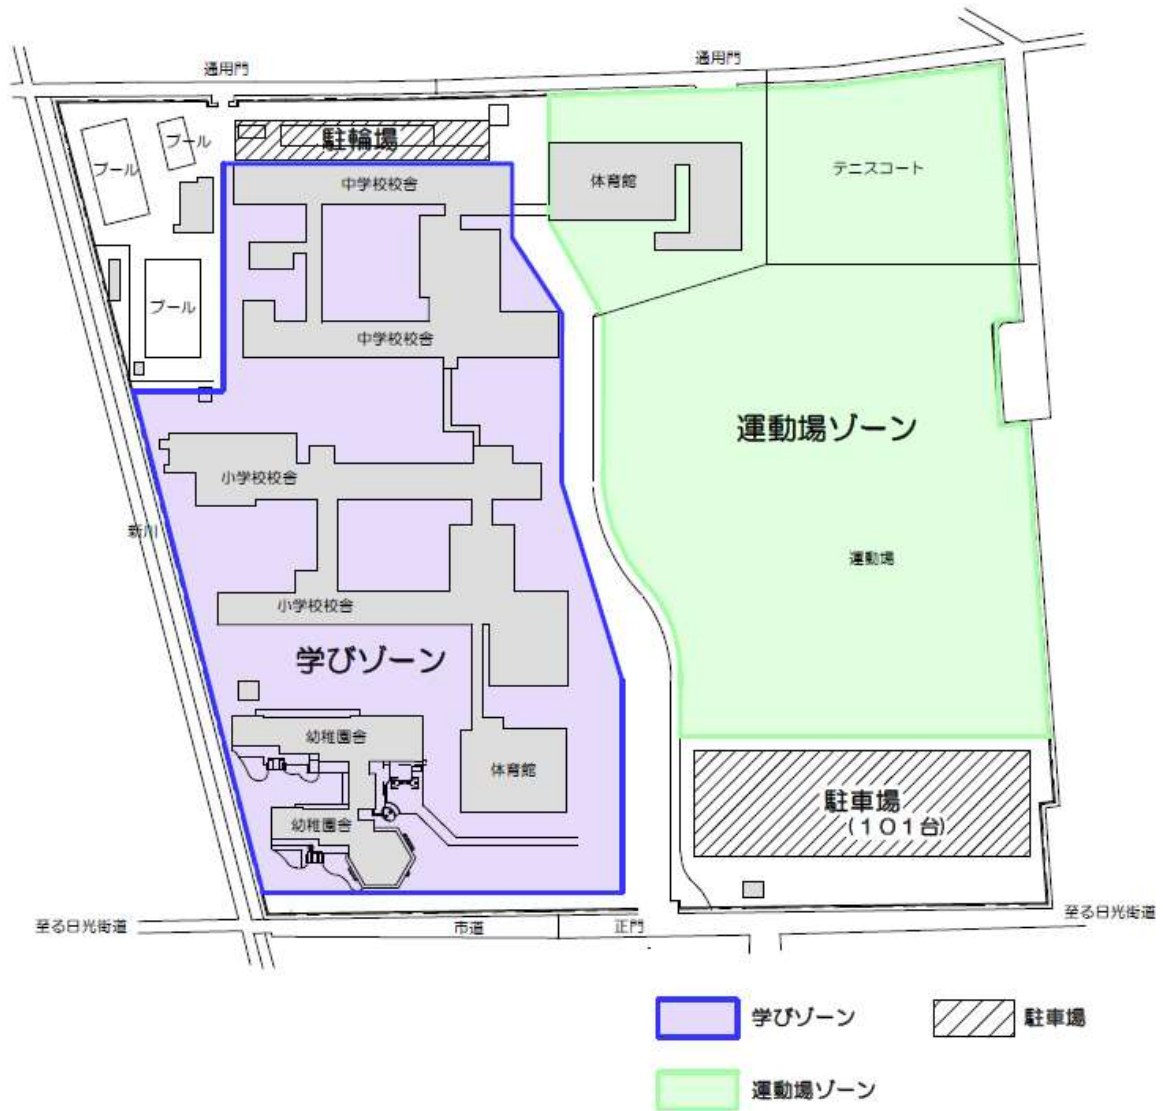 通用門
通用門
プール
プール
駐輪場
中学校校舎
体育館
テニスコート
プール
中学校校舎
運動場ゾーン
小学校校舎
新川
運動場
小学校校舎
学びゾーン
幼稚園舎
体育館
駐車場
(101台)
幼稚園舎
至る日光街道
市道
正門
至る日光街道
学びゾーン
駐車場
運動場ゾーン